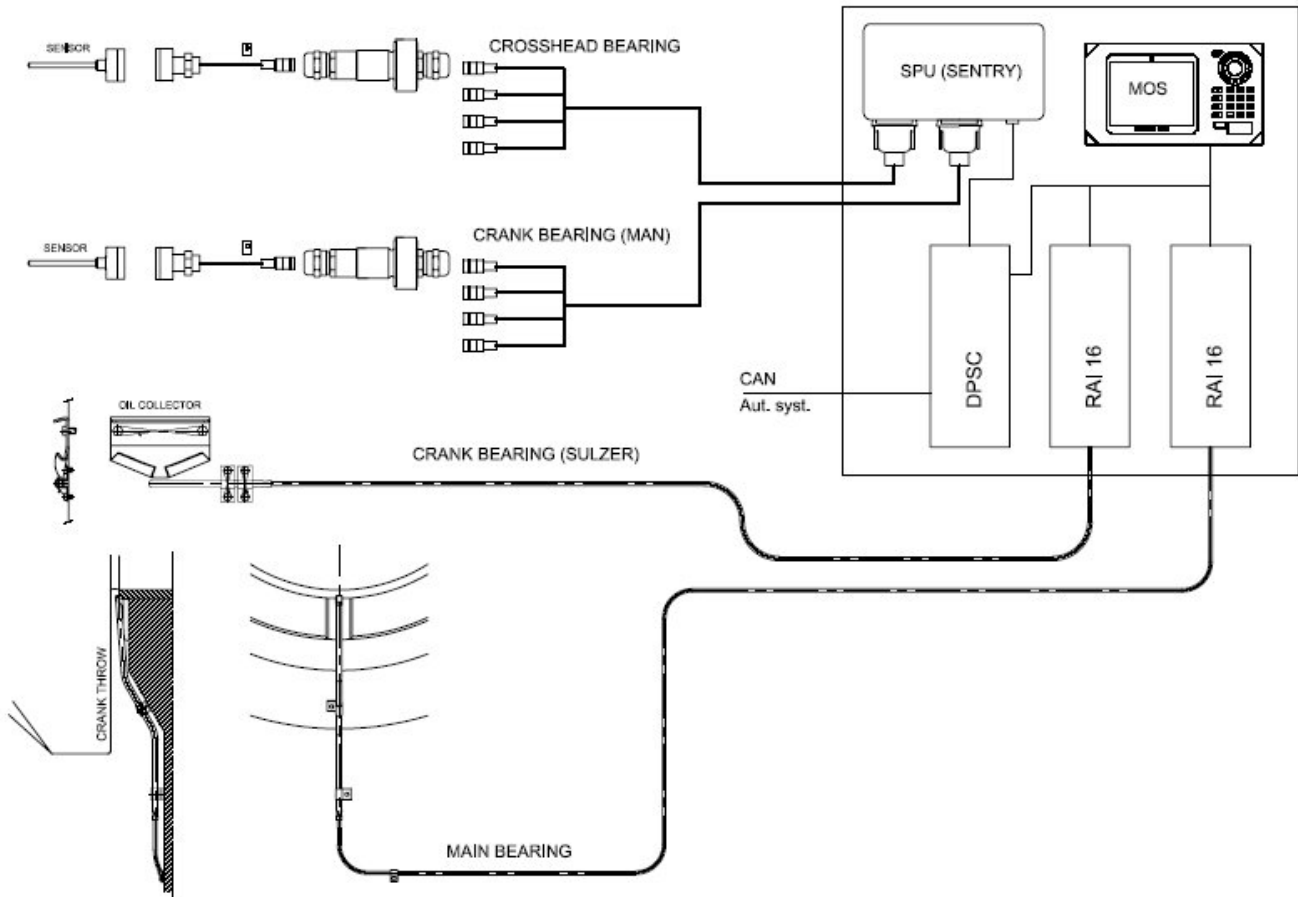 SENSOR
CROSSHEAD BEARING
SPU (SENTRY)
MOS
SENSOR
CRANK BEARING (MAN)
DPSC
RAI 16
RAI 16
CAN
Aut. syst.
OIL COLLECTOR
CRANK BEARING (SULZER)
CRANK THROW
MAIN BEARING